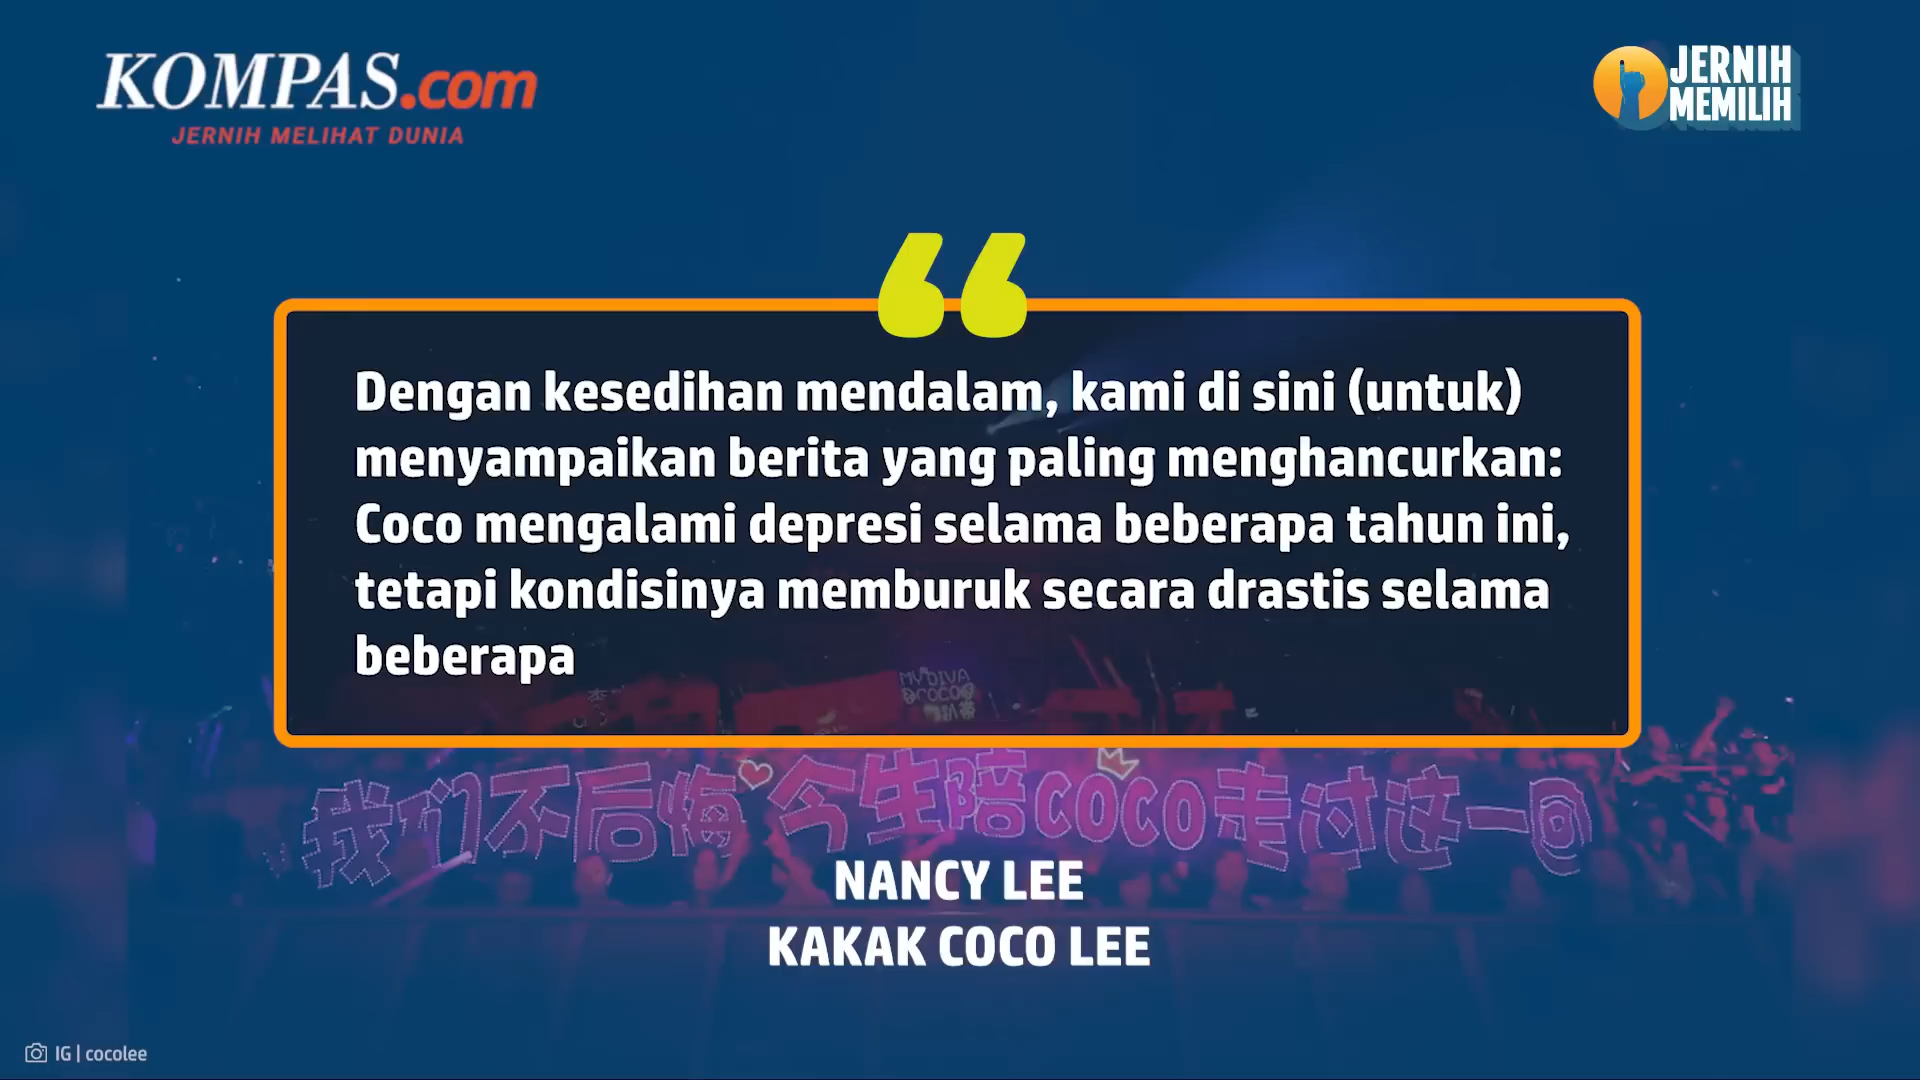 KOMPAS.com
JERNIH MELIHAT DUNIA
JERNIH
MEMILIH
“
Dengan kesedihan mendalam, kami di sini (untuk)
menyampaikan berita yang paling menghancurkan:
Coco mengalami depresi selama beberapa tahun ini,
tetapi kondisinya memburuk secara drastis selama
beberapa
MY DIVA
COCO
我们不后悔 今生陪COCO走过这一回
NANCY LEE
KAKAK COCO LEE
IG | cocolee